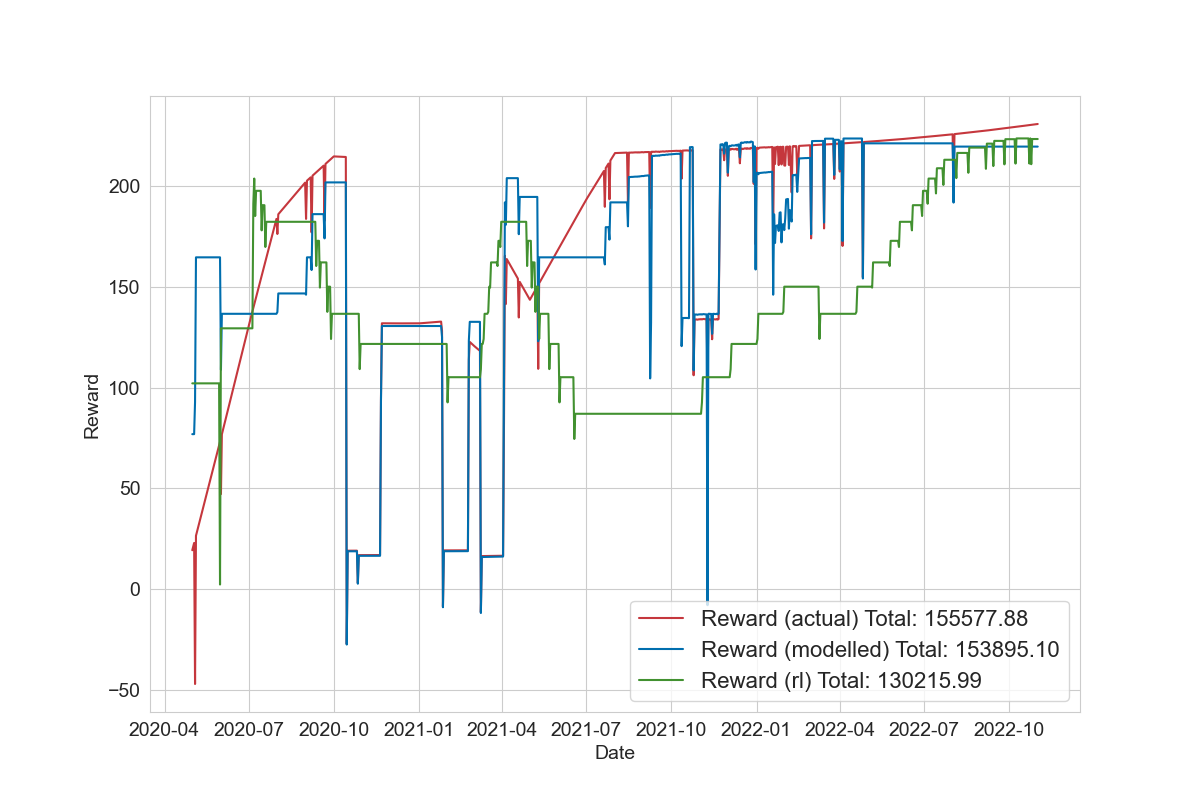 200
150
100
50
0
−50
Reward
2020-04 2020-07 2020-10 2021-01 2021-04 2021-07 2021-10 2022-01 2022-04 2022-07 2022-10
Date
Reward (actual) Total: 155577.88
Reward (modelled) Total: 153895.10
Reward (rl) Total: 130215.99